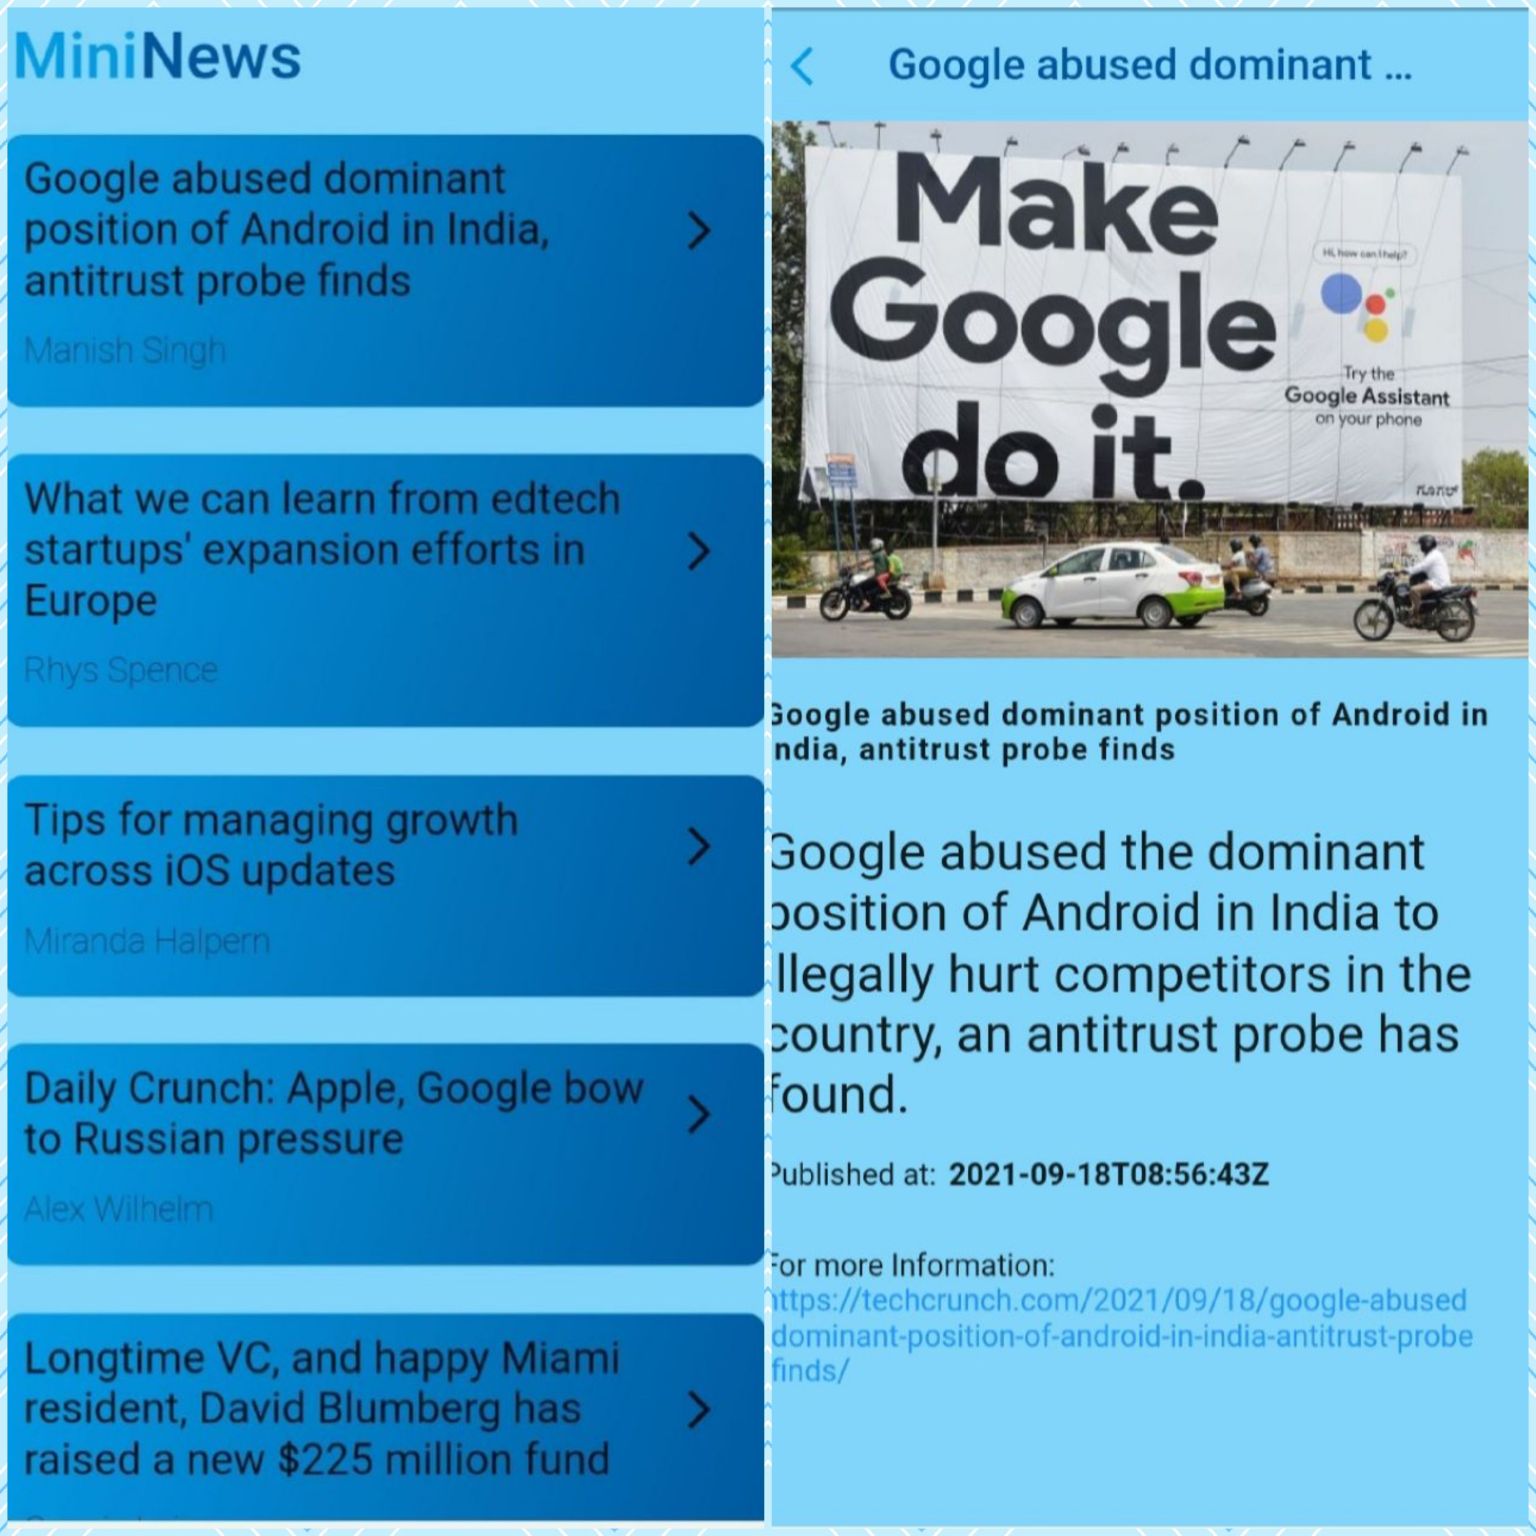 MiniNews
Google abused dominant
position of Android in India,
antitrust probe finds
Manish Singh
What we can learn from edtech
startups' expansion efforts in
Europe
Rhys Spence
Tips for managing growth
across iOS updates
Miranda Halpern
Daily Crunch: Apple, Google bow
to Russian pressure
Alex Wilhelm
Longtime VC, and happy Miami
resident, David Blumberg has
raised a new $225 million fund
Google abused dominant ...
Make
Google
do it.
Hi, how can I help?
Try the
Google Assistant
on your phone
ಗೂಗಲ್
Google abused dominant position of Android in
India, antitrust probe finds
Google abused the dominant
position of Android in India to
illegally hurt competitors in the
country, an antitrust probe has
found.
Published at: 2021-09-18T08:56:43Z
For more Information:
https://techcrunch.com/2021/09/18/google-abused
dominant-position-of-android-in-india-antitrust-probe
finds/